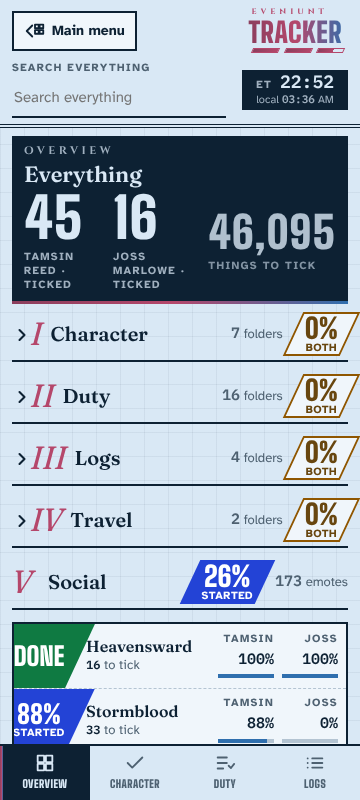 Main menu
EVENIUNT
TRACKER
SEARCH EVERYTHING
Search everything
ET 22:52
local 03:36 AM
OVERVIEW
Everything
45 16 46,095
TAMSIN REED · TICKED
JOSS MARLOWE · TICKED
THINGS TO TICK
I Character 7 folders 0% BOTH
II Duty 16 folders 0% BOTH
III Logs 4 folders 0% BOTH
IV Travel 2 folders 0% BOTH
V Social 26% STARTED 173 emotes
DONE Heavensward 16 to tick TAMSIN 100% JOSS 100%
88% STARTED Stormblood 33 to tick TAMSIN 88% JOSS 0%
OVERVIEW CHARACTER DUTY LOGS